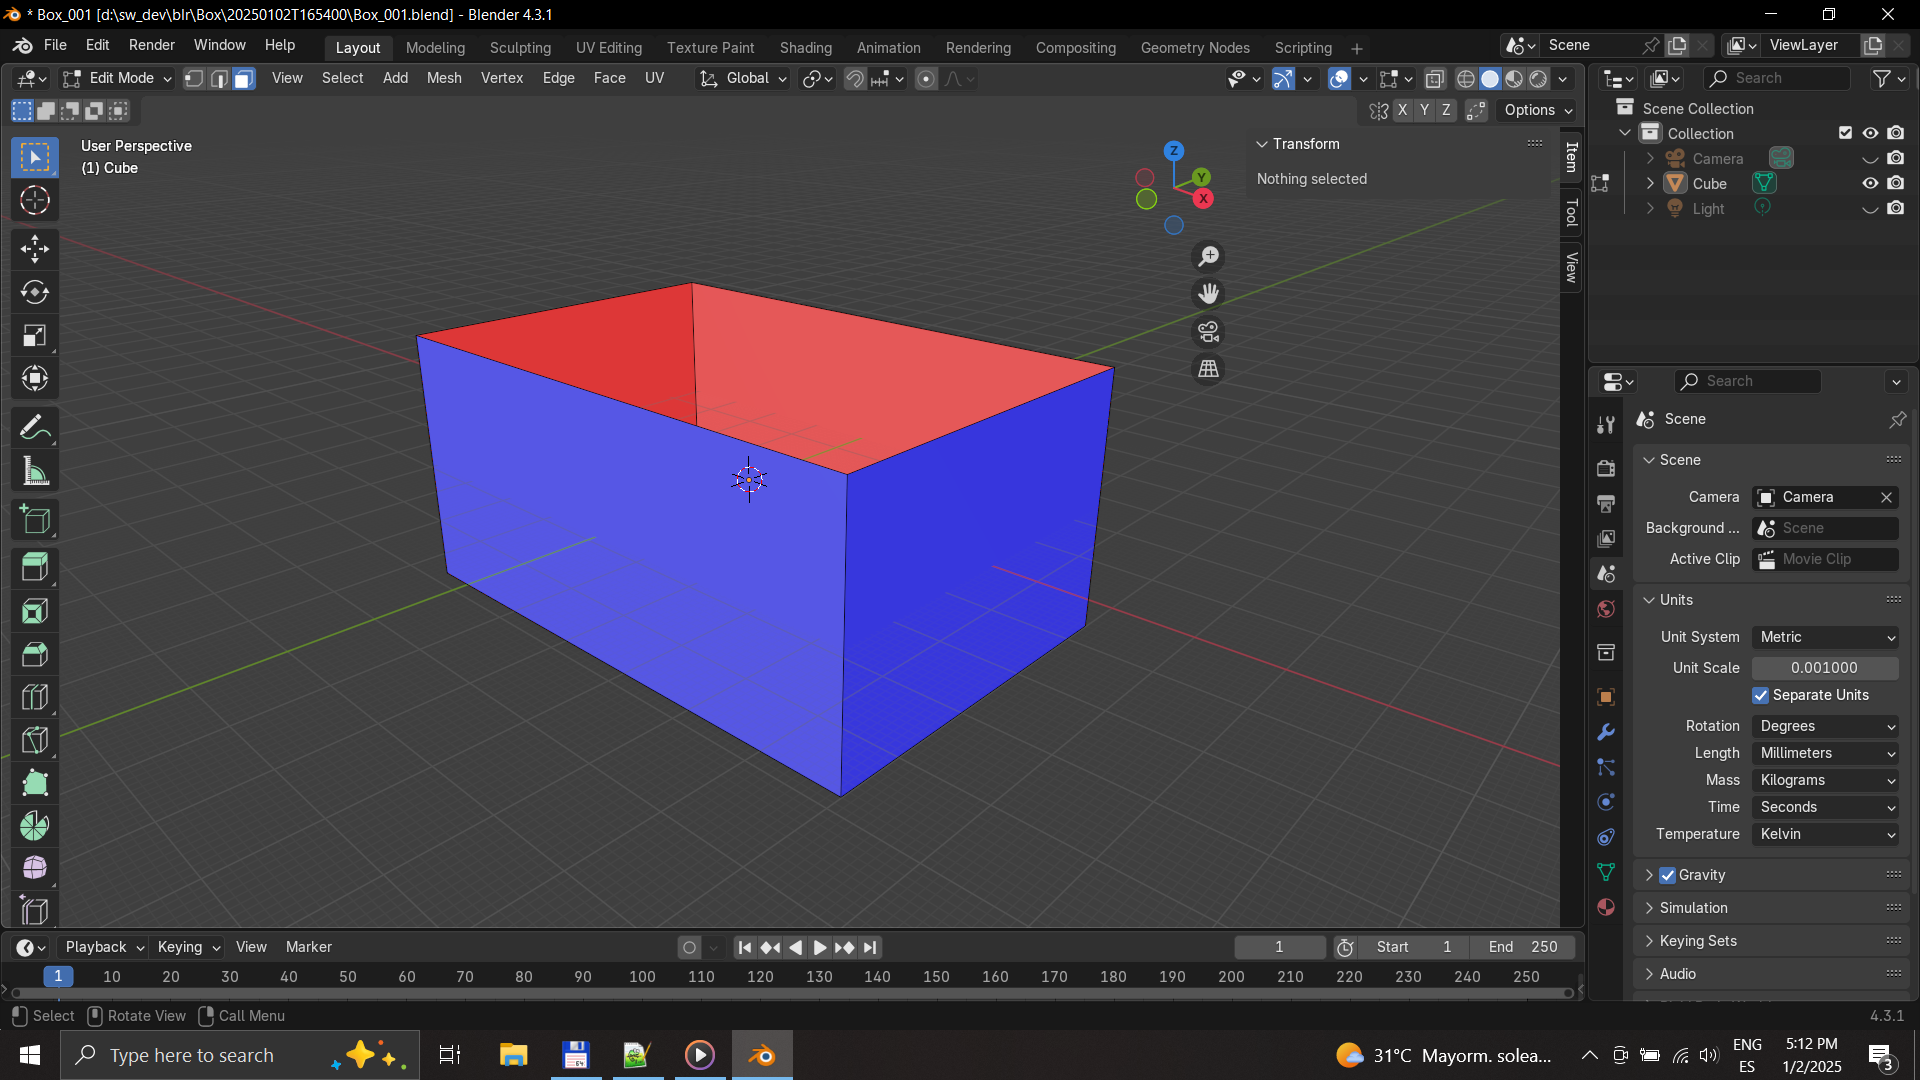 * Box_001 [d:\sw_dev\blr\Box\20250102T165400\Box_001.blend] - Blender 4.3.1
File Edit Render Window Help Layout Modeling Sculpting UV Editing Texture Paint Shading Animation Rendering Compositing Geometry Nodes Scripting + Scene ViewLayer
Edit Mode View Select Add Mesh Vertex Edge Face UV Global Search
X Y Z Options
Scene Collection
Collection
Camera
Cube
Light
User Perspective
(1) Cube
Z
Y
X
Transform
Nothing selected
Item
Tool
View
Search
Scene
Scene
Camera Camera
Background ... Scene
Active Clip Movie Clip
Units
Unit System Metric
Unit Scale 0.001000
Separate Units
Rotation Degrees
Length Millimeters
Mass Kilograms
Time Seconds
Temperature Kelvin
Gravity
Simulation
Keying Sets
Audio
Playback Keying View Marker 1 Start 1 End 250
1 10 20 30 40 50 60 70 80 90 100 110 120 130 140 150 160 170 180 190 200 210 220 230 240 250
Select Rotate View Call Menu 4.3.1
Type here to search
64
31°C Mayorm. solea...
ENG
ES
5:12 PM
1/2/2025
3